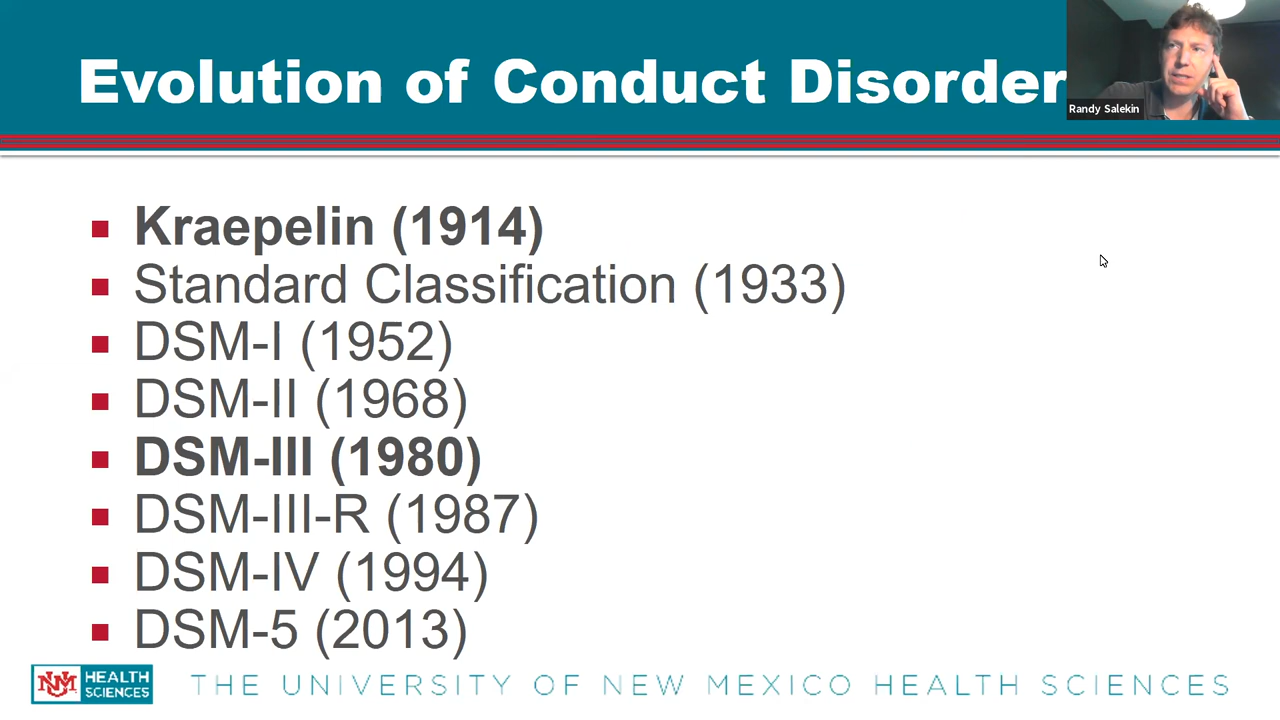 Evolution of Conduct Disorder
Randy Salekin
Kraepelin (1914)
Standard Classification (1933)
DSM-I (1952)
DSM-II (1968)
DSM-III (1980)
DSM-III-R (1987)
DSM-IV (1994)
DSM-5 (2013)
UNM HEALTH
SCIENCES
THE UNIVERSITY OF NEW MEXICO HEALTH SCIENCES